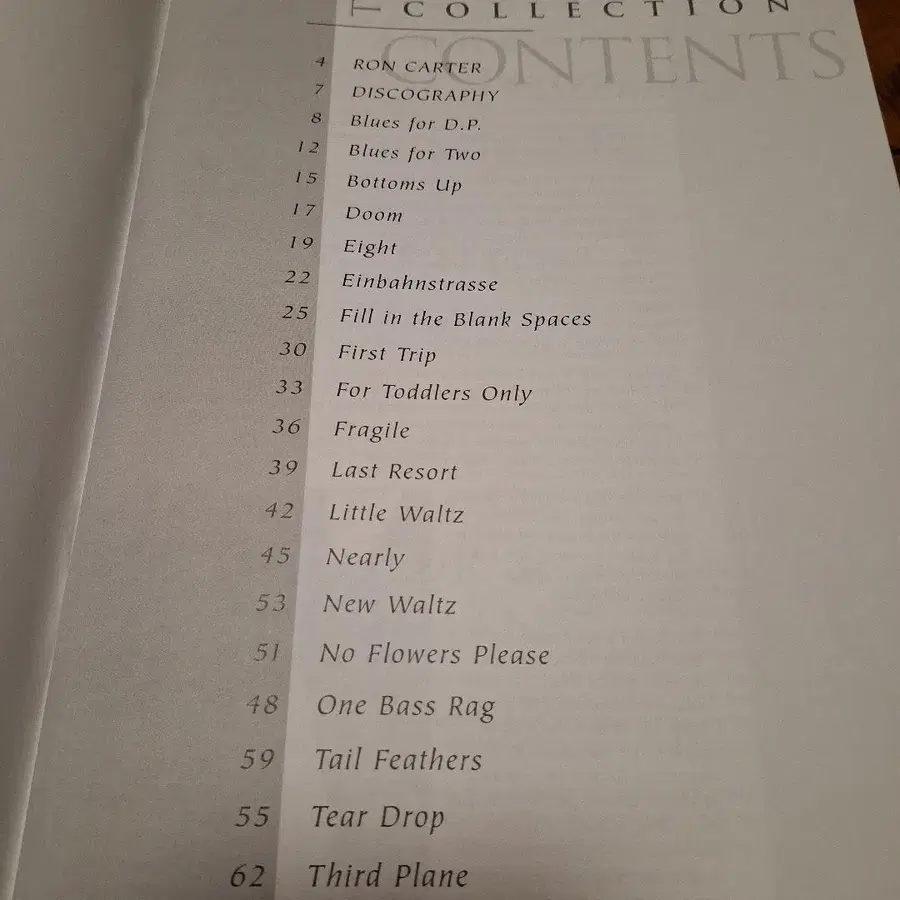 COLLECTION
CONTENTS
4 RON CARTER
7 DISCOGRAPHY
8 Blues for D.P.
12 Blues for Two
15 Bottoms Up
17 Doom
19 Eight
22 Einbahnstrasse
25 Fill in the Blank Spaces
30 First Trip
33 For Toddlers Only
36 Fragile
39 Last Resort
42 Little Waltz
45 Nearly
53 New Waltz
51 No Flowers Please
48 One Bass Rag
59 Tail Feathers
55 Tear Drop
62 Third Plane